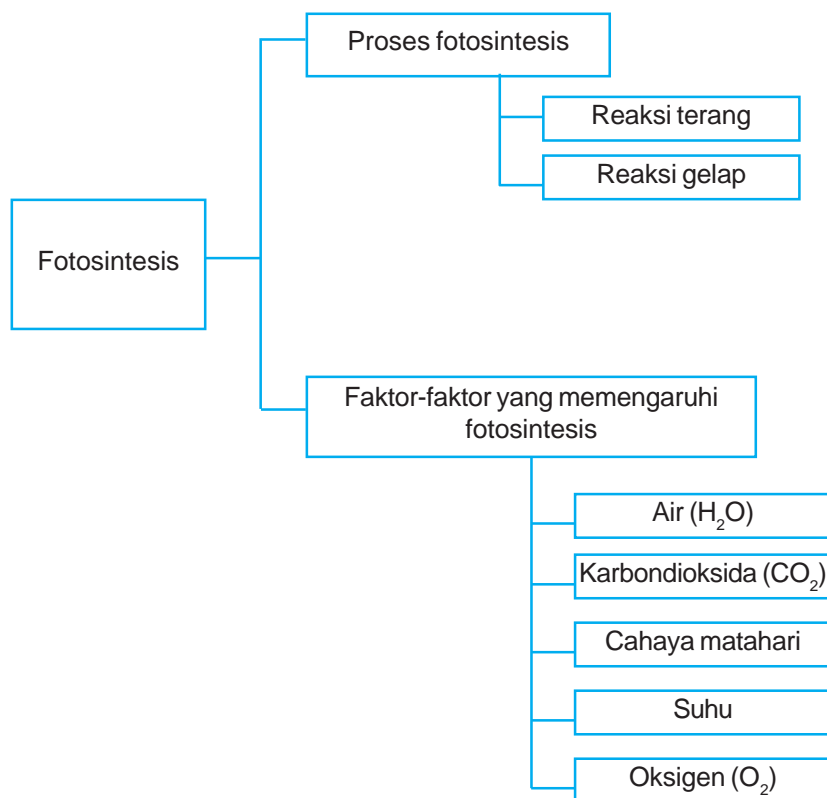 Proses fotosintesis
Reaksi terang
Reaksi gelap
Fotosintesis
Faktor-faktor yang memengaruhi
fotosintesis
Air (H₂O)
Karbondioksida (CO₂)
Cahaya matahari
Suhu
Oksigen (O₂)